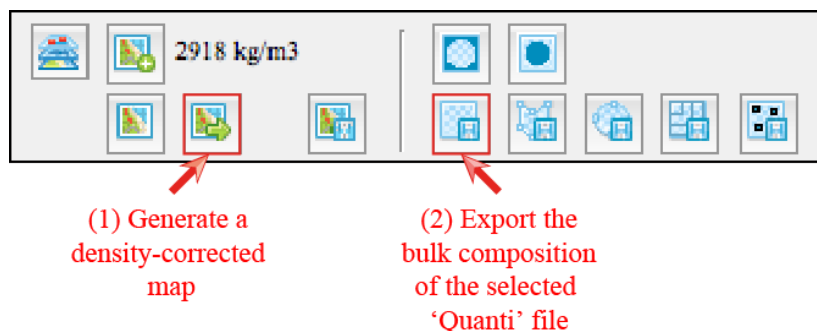 2918 kg/m3
(1) Generate a
density-corrected
map
(2) Export the
bulk composition
of the selected
‘Quanti’ file